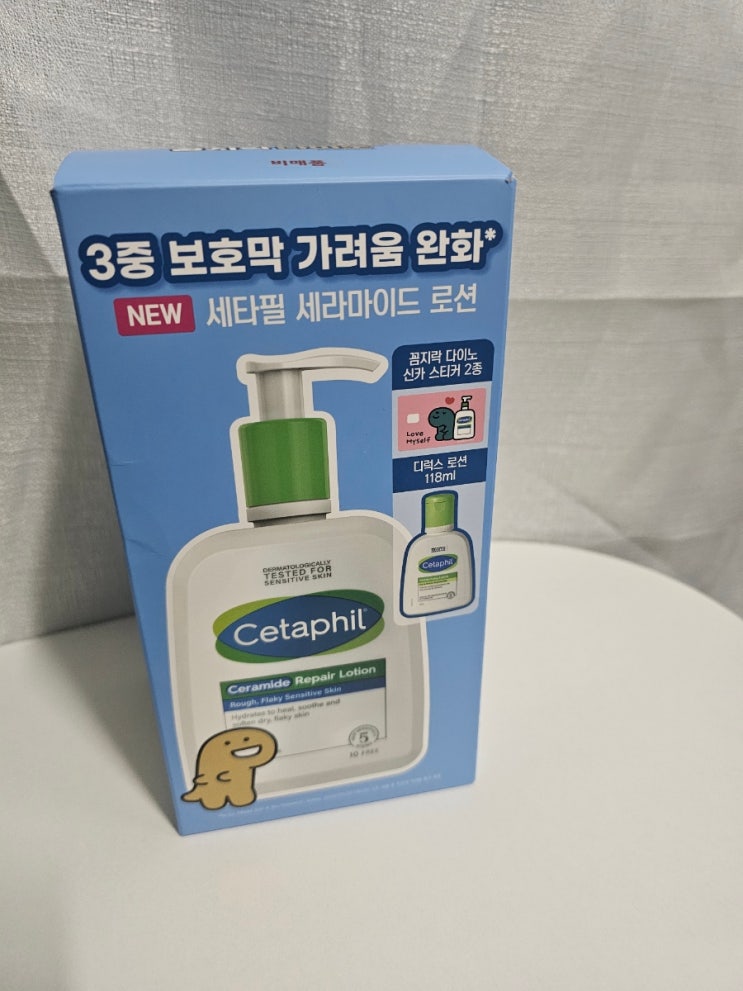 비매품
3중 보호막 가려움 완화*
NEW 세타필 세라마이드 로션
꼼지락 다이노
신카 스티커 2종
Love
Myself
디럭스 로션
118ml
Cetaphil
DERMATOLOGICALLY
TESTED FOR
SENSITIVE SKIN
Cetaphil
Ceramide Repair Lotion
Rough, Flaky Sensitive Skin
Hydrates to heal, soothe and
soften dry, flaky skin
5